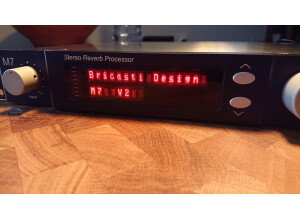 M7
Stereo Reverb Processor
Bricasti Design
M7 V2